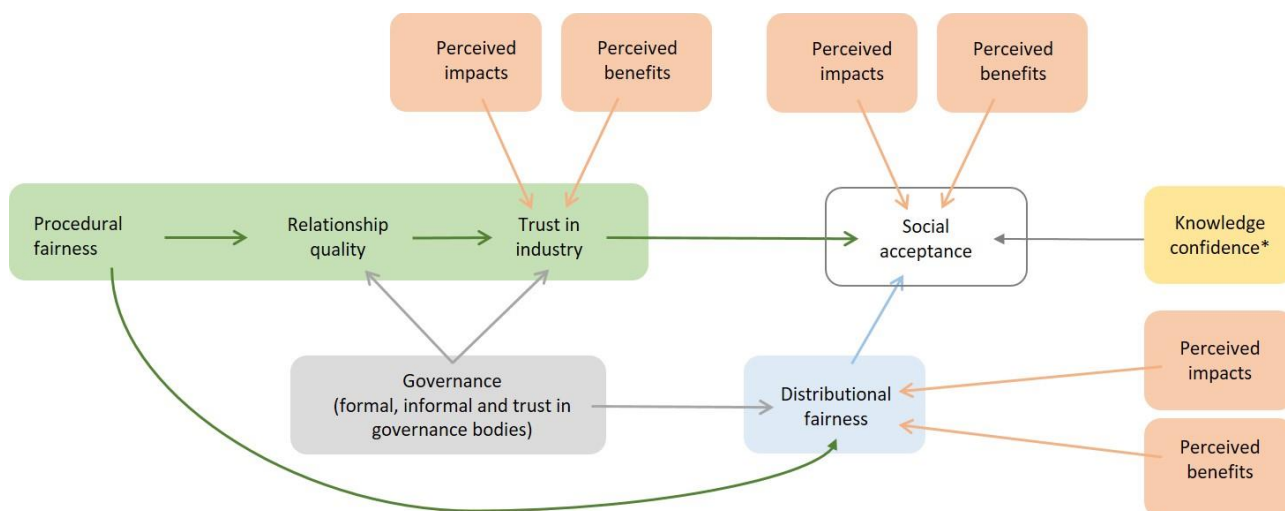 Perceived
impacts
Perceived
benefits
Perceived
impacts
Perceived
benefits
Procedural
fairness
Relationship
quality
Trust in
industry
Social
acceptance
Knowledge
confidence*
Governance
(formal, informal and trust in
governance bodies)
Distributional
fairness
Perceived
impacts
Perceived
benefits